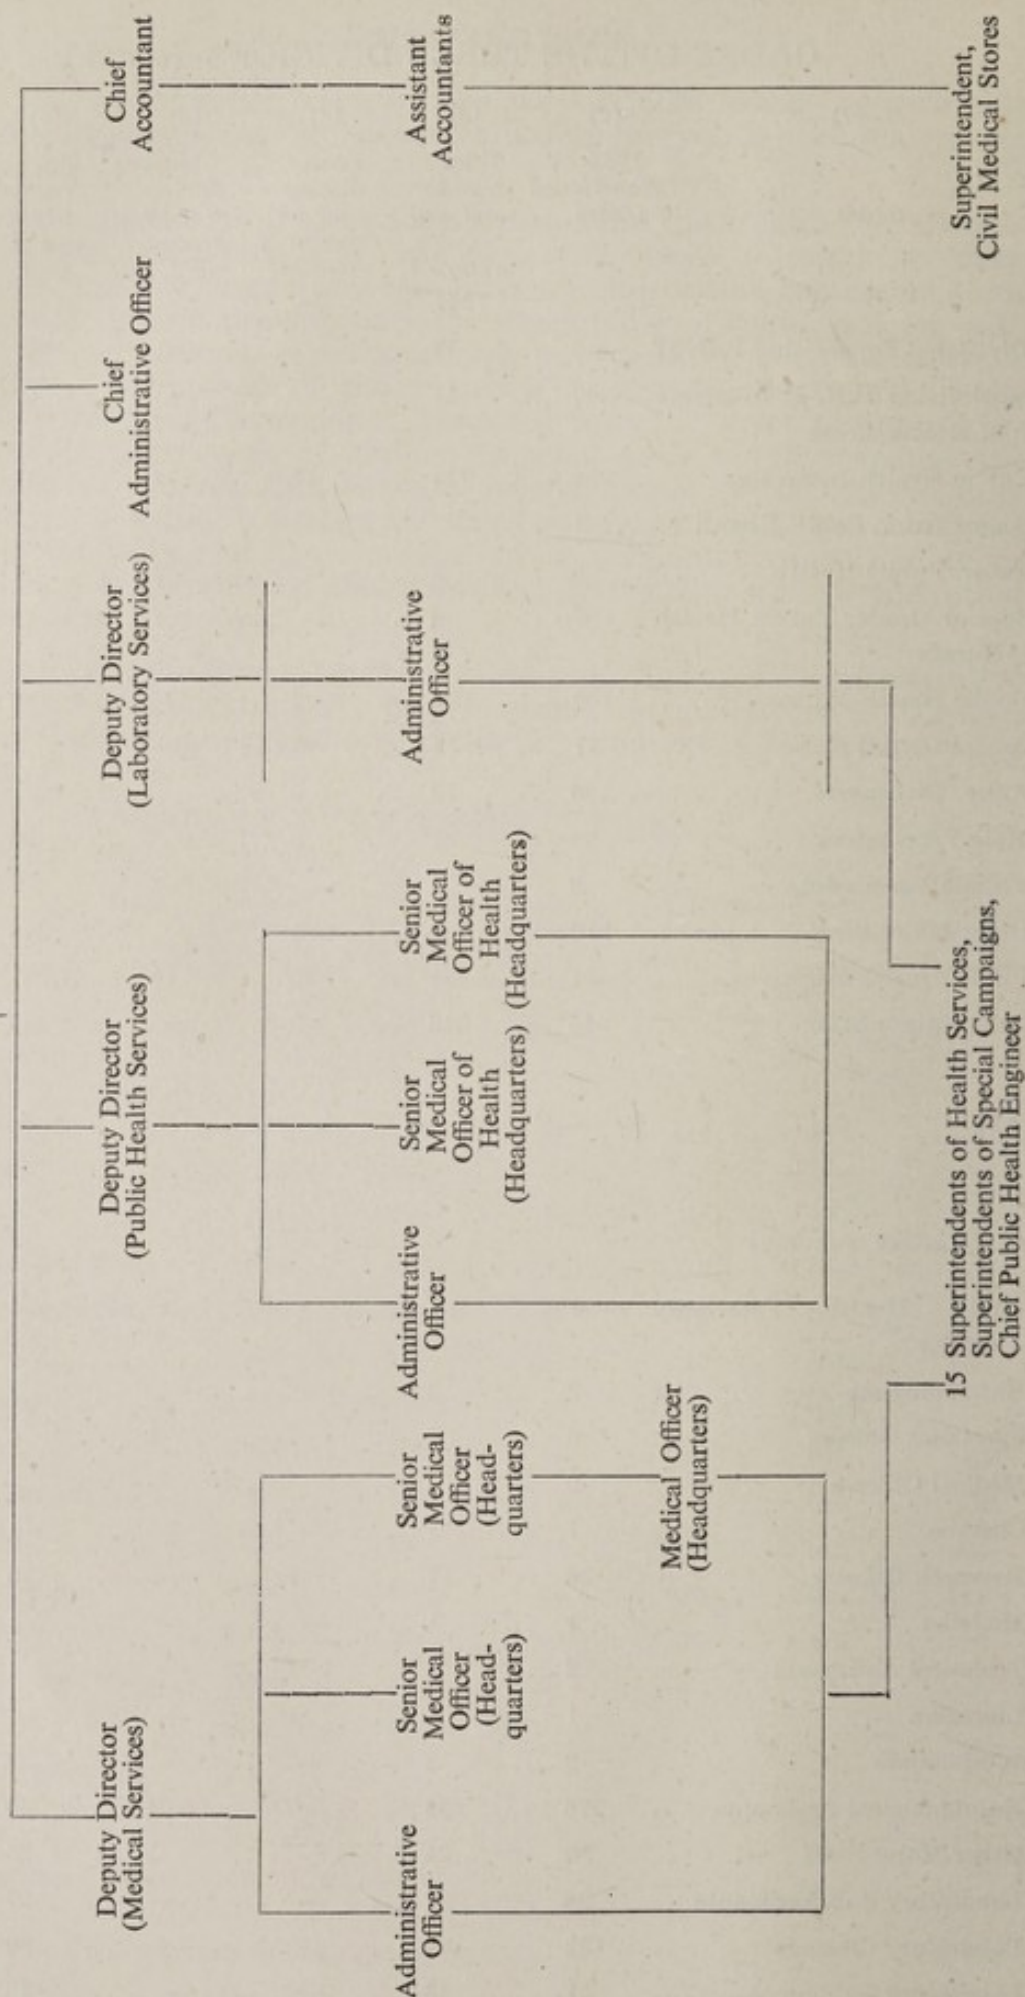 Deputy Director
(Medical Services)
Deputy Director
(Public Health Services)
Deputy Director
(Laboratory Services)
Chief
Administrative Officer
Chief
Accountant
Administrative
Officer
Senior
Medical
Officer
(Head-
quarters)
Senior
Medical
Officer
(Head-
quarters)
Administrative
Officer
Senior
Medical
Officer of
Health
(Headquarters)
Senior
Medical
Officer of
Health
(Headquarters)
Administrative
Officer
Assistant
Accountants
Medical Officer
(Headquarters)
15 Superintendents of Health Services,
Superintendents of Special Campaigns,
Chief Public Health Engineer
Superintendent,
Civil Medical Stores